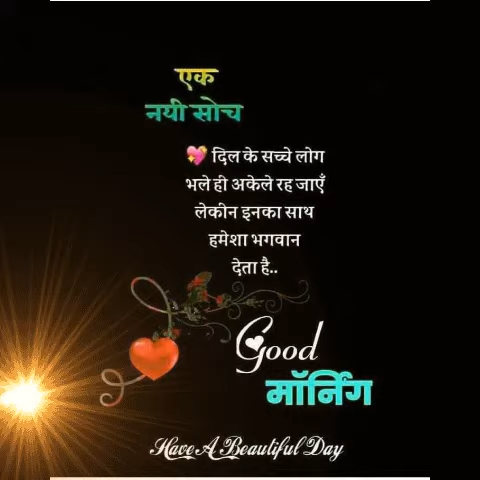 एक
नयी सोच
💖 दिल के सच्चे लोग
भले ही अकेले रह जाएँ
लेकीन इनका साथ
हमेशा भगवान
देता है..
Good
मॉर्निंग
Have A Beautiful Day